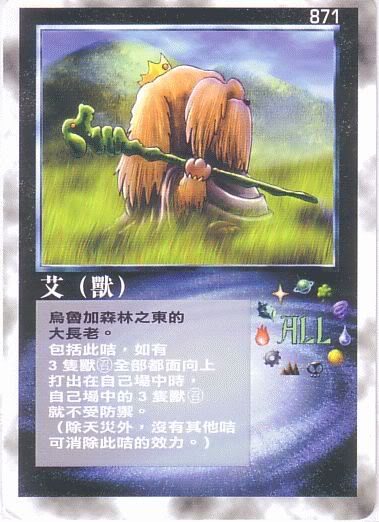 871
艾（獸）
烏魯加森林之東的
大長老。
包括此咭，如有
３隻獸召全部都面向上
打出在自己場中時，
自己場中的３隻獸召
就不受防禦。
（除天災外，沒有其他咭
可消除此咭的效力。）
ALL